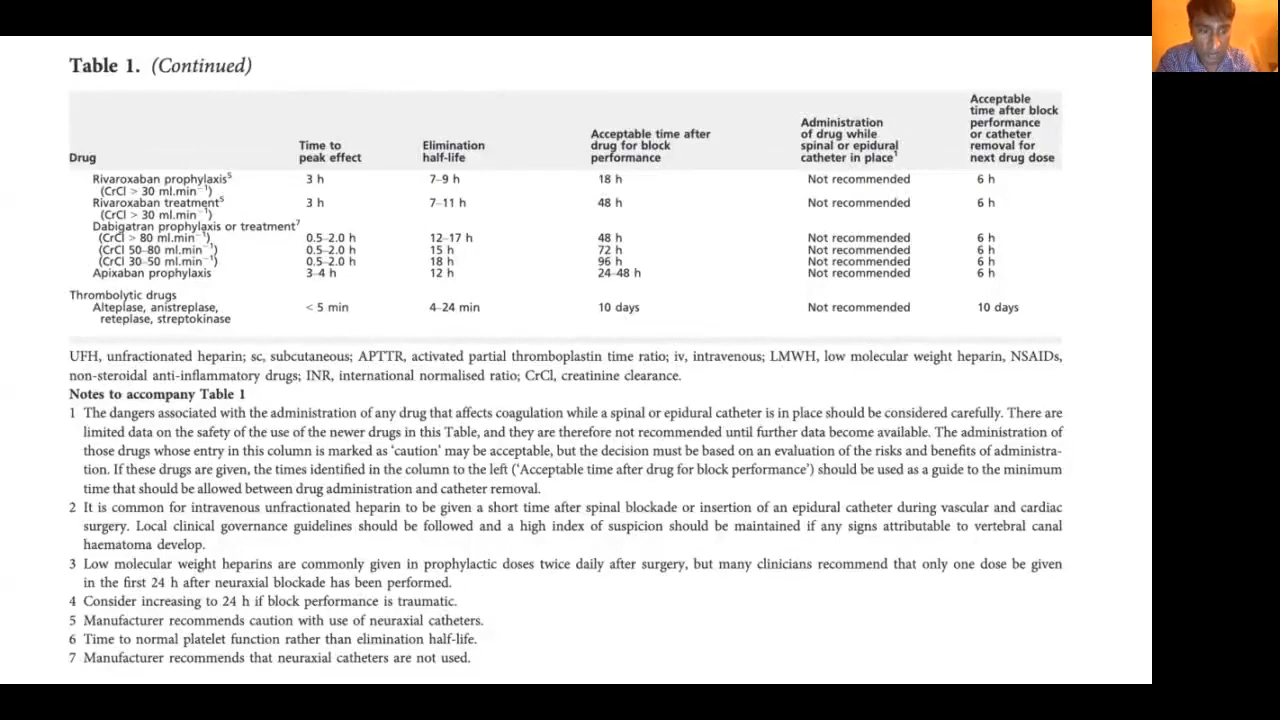 Table 1. (Continued)
Drug
Time to
peak effect
Elimination
half-life
Acceptable time after
drug for block
performance
Administration
of drug while
spinal or epidural
catheter in place1
Acceptable
time after block
performance
or catheter
removal for
next drug dose
Rivaroxaban prophylaxis5 3 h 7–9 h 18 h Not recommended 6 h
(CrCl > 30 ml.min−1)
Rivaroxaban treatment5 3 h 7–11 h 48 h Not recommended 6 h
(CrCl > 30 ml.min−1)
Dabigatran prophylaxis or treatment7
(CrCl > 80 ml.min−1) 0.5–2.0 h 12–17 h 48 h Not recommended 6 h
(CrCl 50–80 ml.min−1) 0.5–2.0 h 15 h 72 h Not recommended 6 h
(CrCl 30–50 ml.min−1) 0.5–2.0 h 18 h 96 h Not recommended 6 h
Apixaban prophylaxis 3–4 h 12 h 24–48 h Not recommended 6 h
Thrombolytic drugs
Alteplase, anistreplase, < 5 min 4–24 min 10 days Not recommended 10 days
reteplase, streptokinase
UFH, unfractionated heparin; sc, subcutaneous; APTTR, activated partial thromboplastin time ratio; iv, intravenous; LMWH, low molecular weight heparin, NSAIDs,
non-steroidal anti-inflammatory drugs; INR, international normalised ratio; CrCl, creatinine clearance.
Notes to accompany Table 1
1 The dangers associated with the administration of any drug that affects coagulation while a spinal or epidural catheter is in place should be considered carefully. There are
limited data on the safety of the use of the newer drugs in this Table, and they are therefore not recommended until further data become available. The administration of
those drugs whose entry in this column is marked as 'caution' may be acceptable, but the decision must be based on an evaluation of the risks and benefits of administra-
tion. If these drugs are given, the times identified in the column to the left ('Acceptable time after drug for block performance') should be used as a guide to the minimum
time that should be allowed between drug administration and catheter removal.
2 It is common for intravenous unfractionated heparin to be given a short time after spinal blockade or insertion of an epidural catheter during vascular and cardiac
surgery. Local clinical governance guidelines should be followed and a high index of suspicion should be maintained if any signs attributable to vertebral canal
haematoma develop.
3 Low molecular weight heparins are commonly given in prophylactic doses twice daily after surgery, but many clinicians recommend that only one dose be given
in the first 24 h after neuraxial blockade has been performed.
4 Consider increasing to 24 h if block performance is traumatic.
5 Manufacturer recommends caution with use of neuraxial catheters.
6 Time to normal platelet function rather than elimination half-life.
7 Manufacturer recommends that neuraxial catheters are not used.